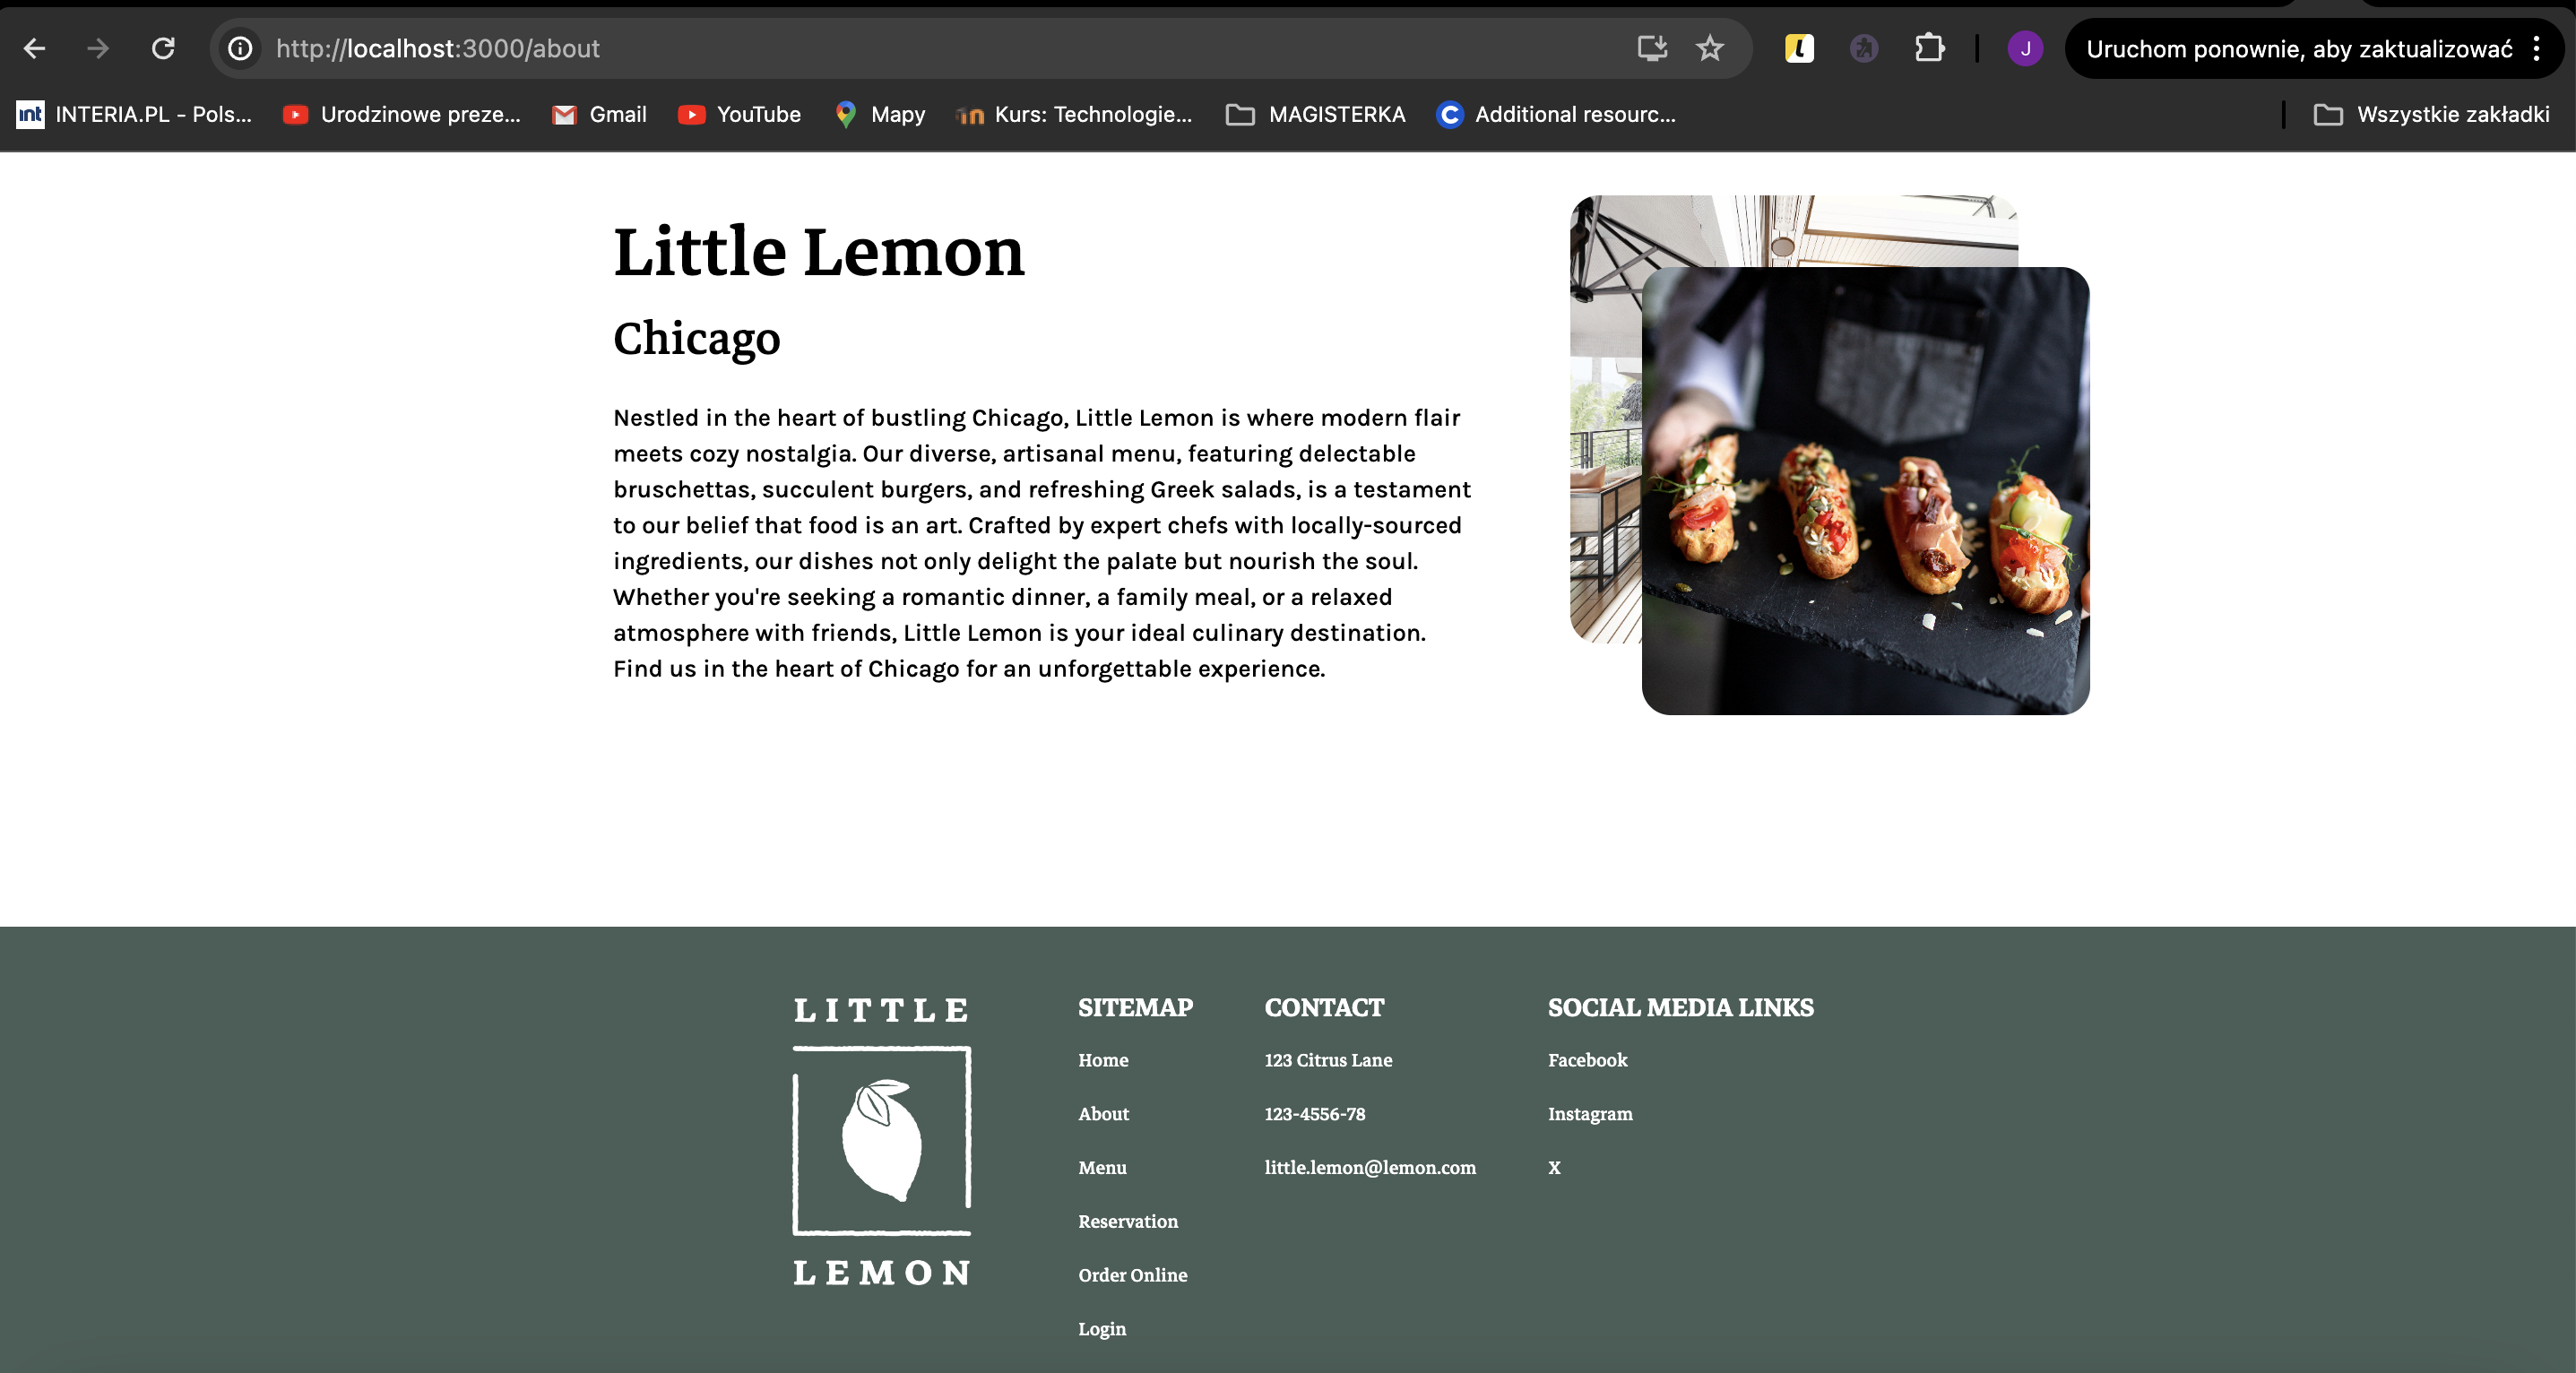 http://localhost:3000/about
J
Uruchom ponownie, aby zaktualizować
int INTERIA.PL - Pols...
Urodzinowe preze...
Gmail
YouTube
Mapy
Kurs: Technologie...
MAGISTERKA
C Additional resourc...
Wszystkie zakładki
Little Lemon
Chicago
Nestled in the heart of bustling Chicago, Little Lemon is where modern flair
meets cozy nostalgia. Our diverse, artisanal menu, featuring delectable
bruschettas, succulent burgers, and refreshing Greek salads, is a testament
to our belief that food is an art. Crafted by expert chefs with locally-sourced
ingredients, our dishes not only delight the palate but nourish the soul.
Whether you're seeking a romantic dinner, a family meal, or a relaxed
atmosphere with friends, Little Lemon is your ideal culinary destination.
Find us in the heart of Chicago for an unforgettable experience.
LITTLE
LEMON
SITEMAP
Home
About
Menu
Reservation
Order Online
Login
CONTACT
123 Citrus Lane
123-4556-78
little.lemon@lemon.com
SOCIAL MEDIA LINKS
Facebook
Instagram
X